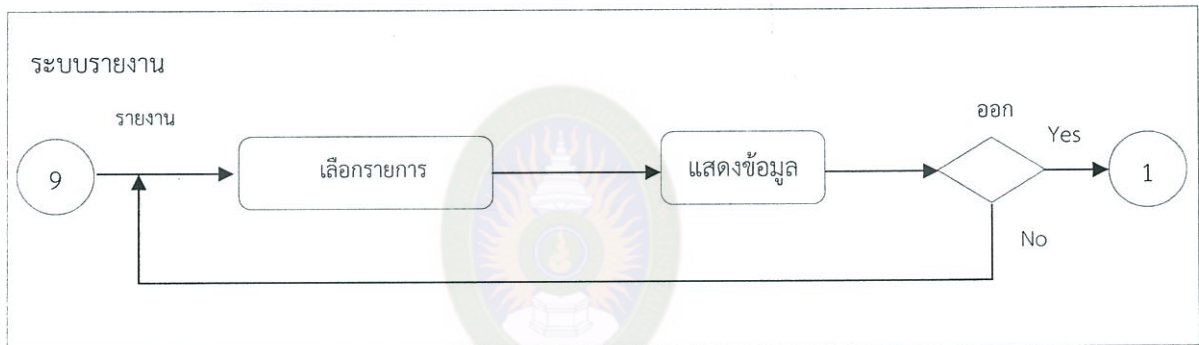 ระบบรายงาน
รายงาน
9
เลือกรายการ
แสดงข้อมูล
ออก
Yes
No
1